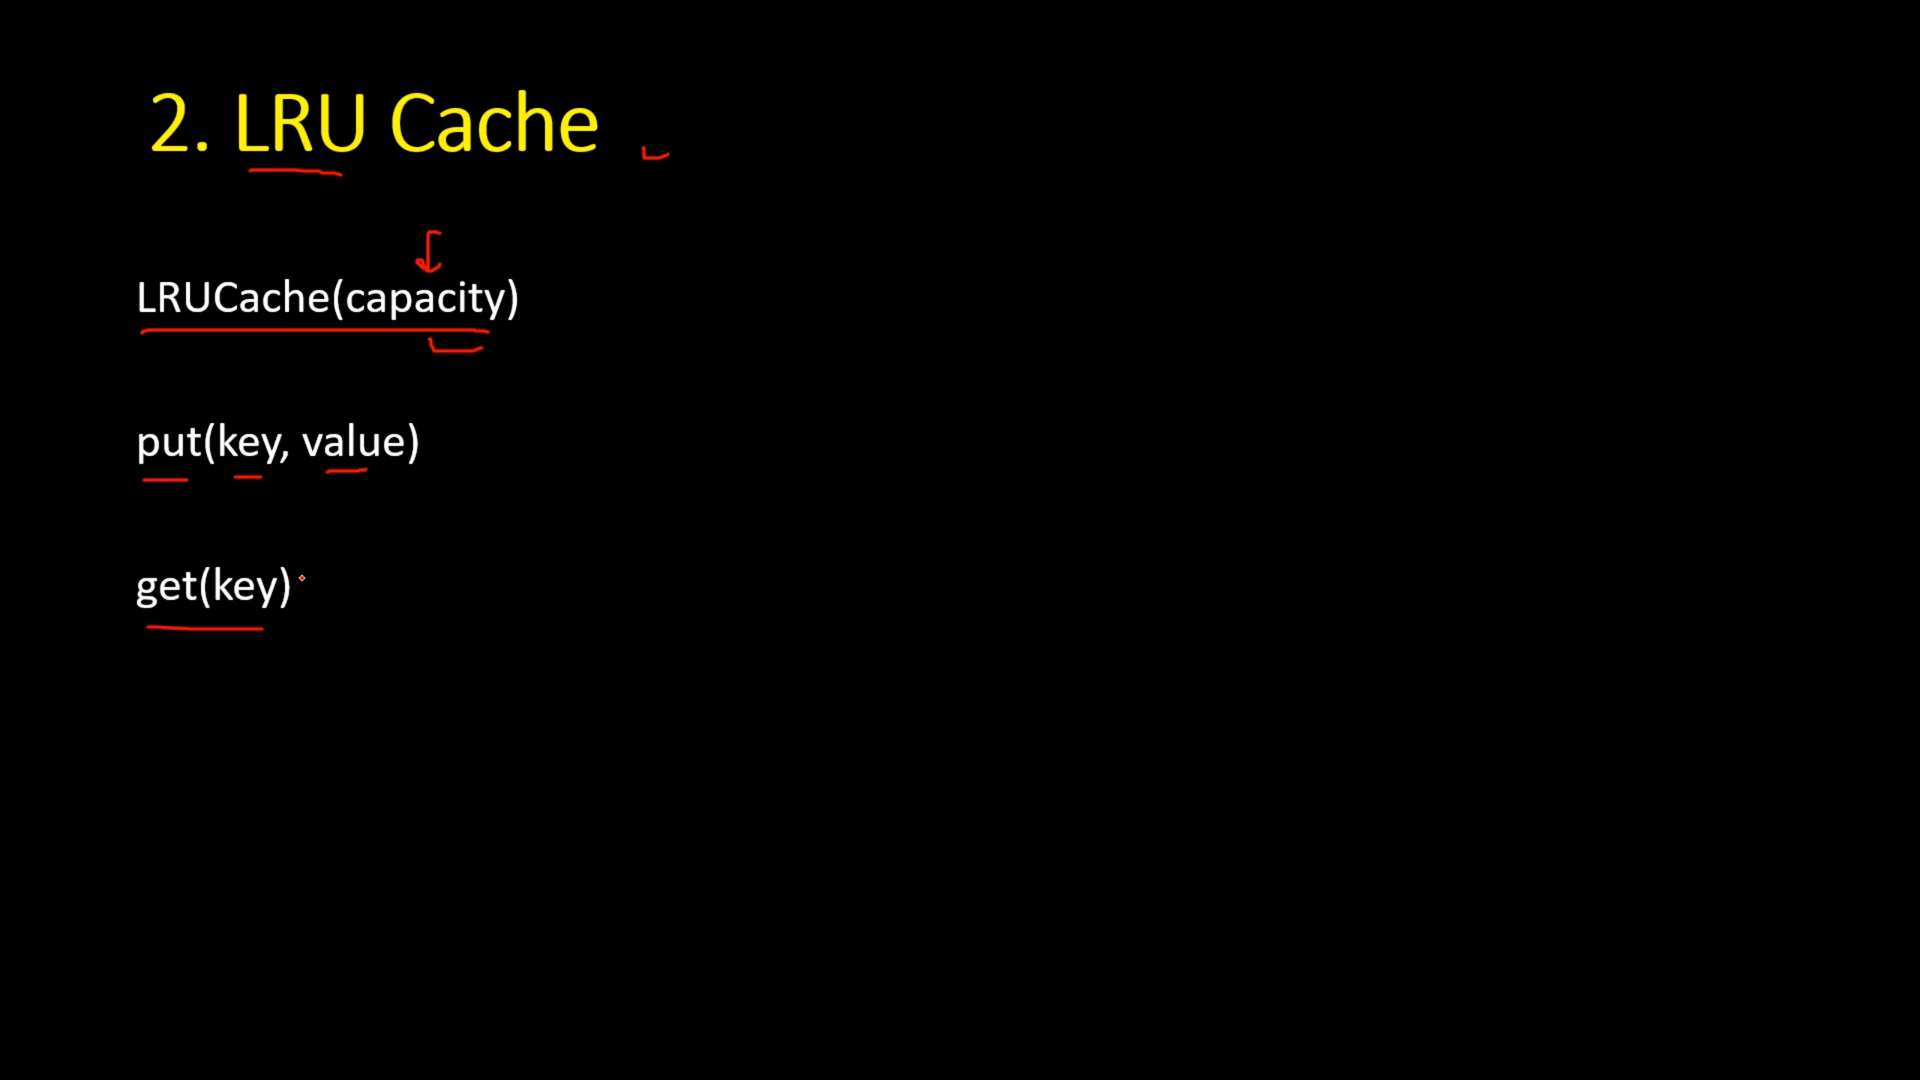 2. LRU Cache
LRUCache(capacity)
put(key, value)
get(key)